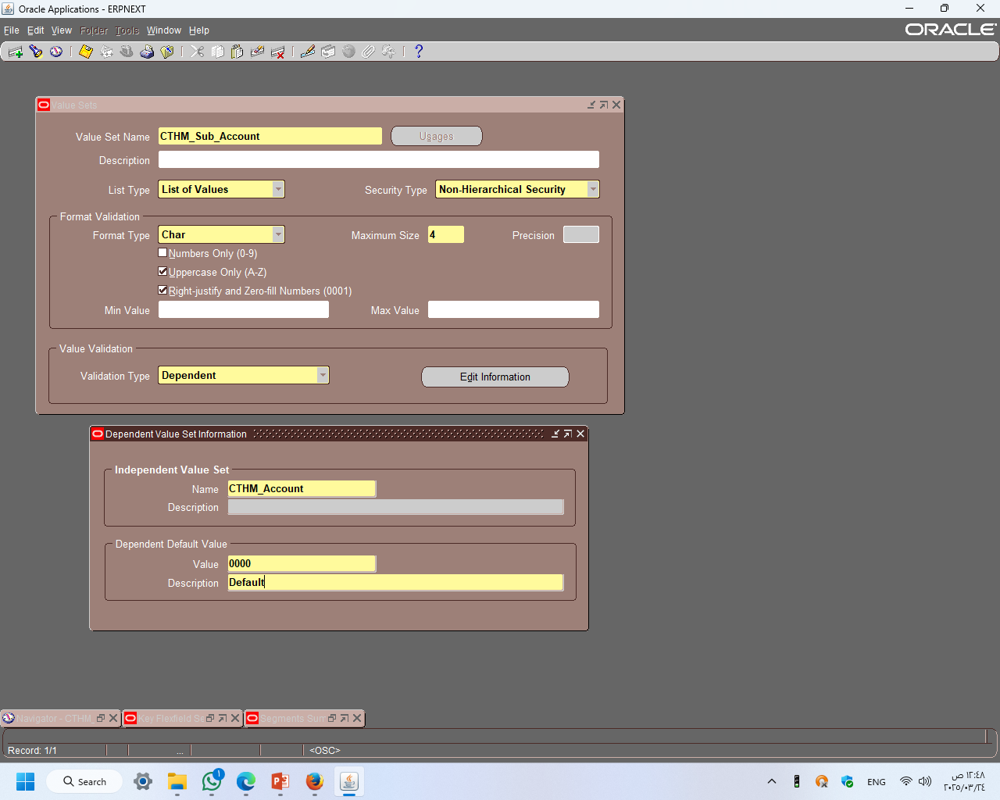 Oracle Applications - ERPNEXT
File Edit View Folder Tools Window Help
ORACLE
Value Sets
Value Set Name CTHM_Sub_Account Usages
Description
List Type List of Values Security Type Non-Hierarchical Security
Format Validation
Format Type Char Maximum Size 4 Precision
Numbers Only (0-9)
Uppercase Only (A-Z)
Right-justify and Zero-fill Numbers (0001)
Min Value Max Value
Value Validation
Validation Type Dependent Edit Information
Dependent Value Set Information
Independent Value Set
Name CTHM_Account
Description
Dependent Default Value
Value 0000
Description Default
Navigator - CTHM_ Key Flexfield Se Segments Sum
Record: 1/1 ... <OSC>
Search 1 ENG ١٢:٤٨ ص
٢٠٢٥/٠٣/٢٤